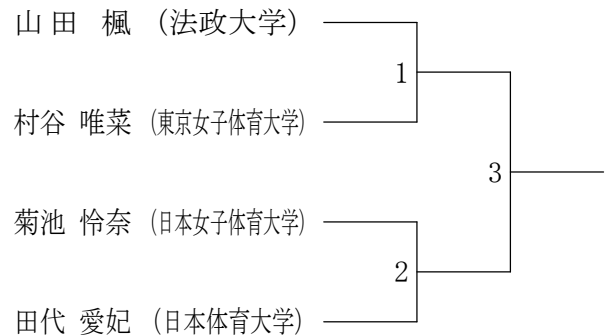 山田 楓 (法政大学)
1
村谷 唯菜 (東京女子体育大学)
3
菊池 怜奈 (日本女子体育大学)
2
田代 愛妃 (日本体育大学)